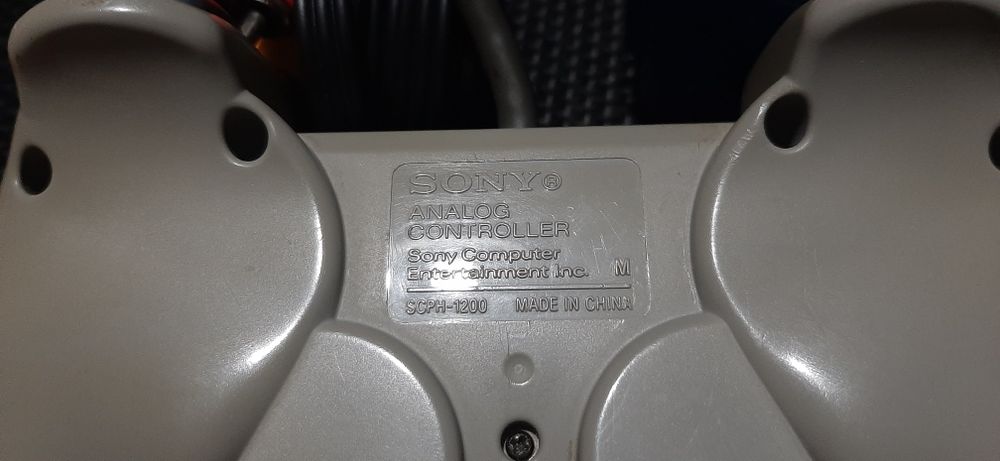 SONY®
ANALOG
CONTROLLER
Sony Computer
Entertainment Inc. M
SCPH-1200 MADE IN CHINA